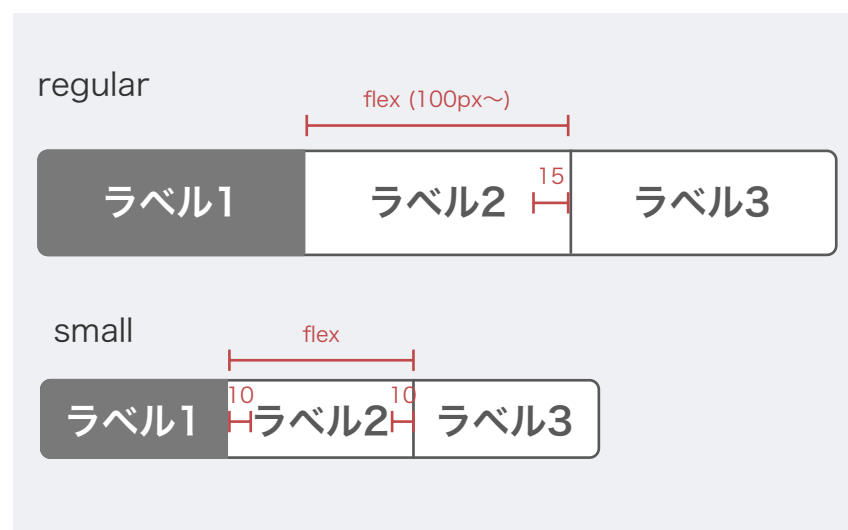 regular
flex (100px〜)
15
ラベル1
ラベル2
ラベル3
small
flex
10
10
ラベル1
ラベル2
ラベル3